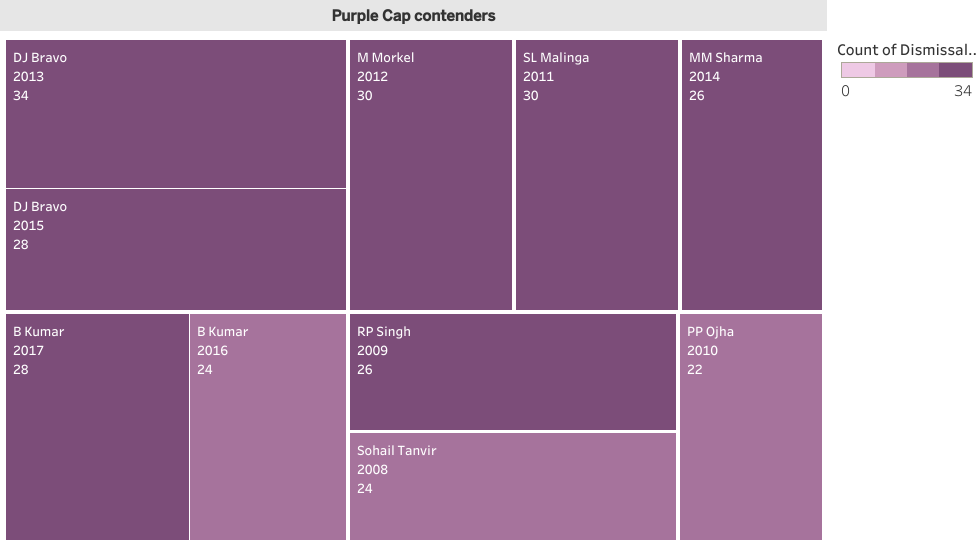 Purple Cap contenders
DJ Bravo
2013
34
DJ Bravo
2015
28
M Morkel
2012
30
SL Malinga
2011
30
MM Sharma
2014
26
B Kumar
2017
28
B Kumar
2016
24
RP Singh
2009
26
Sohail Tanvir
2008
24
PP Ojha
2010
22
Count of Dismissal..
0 34